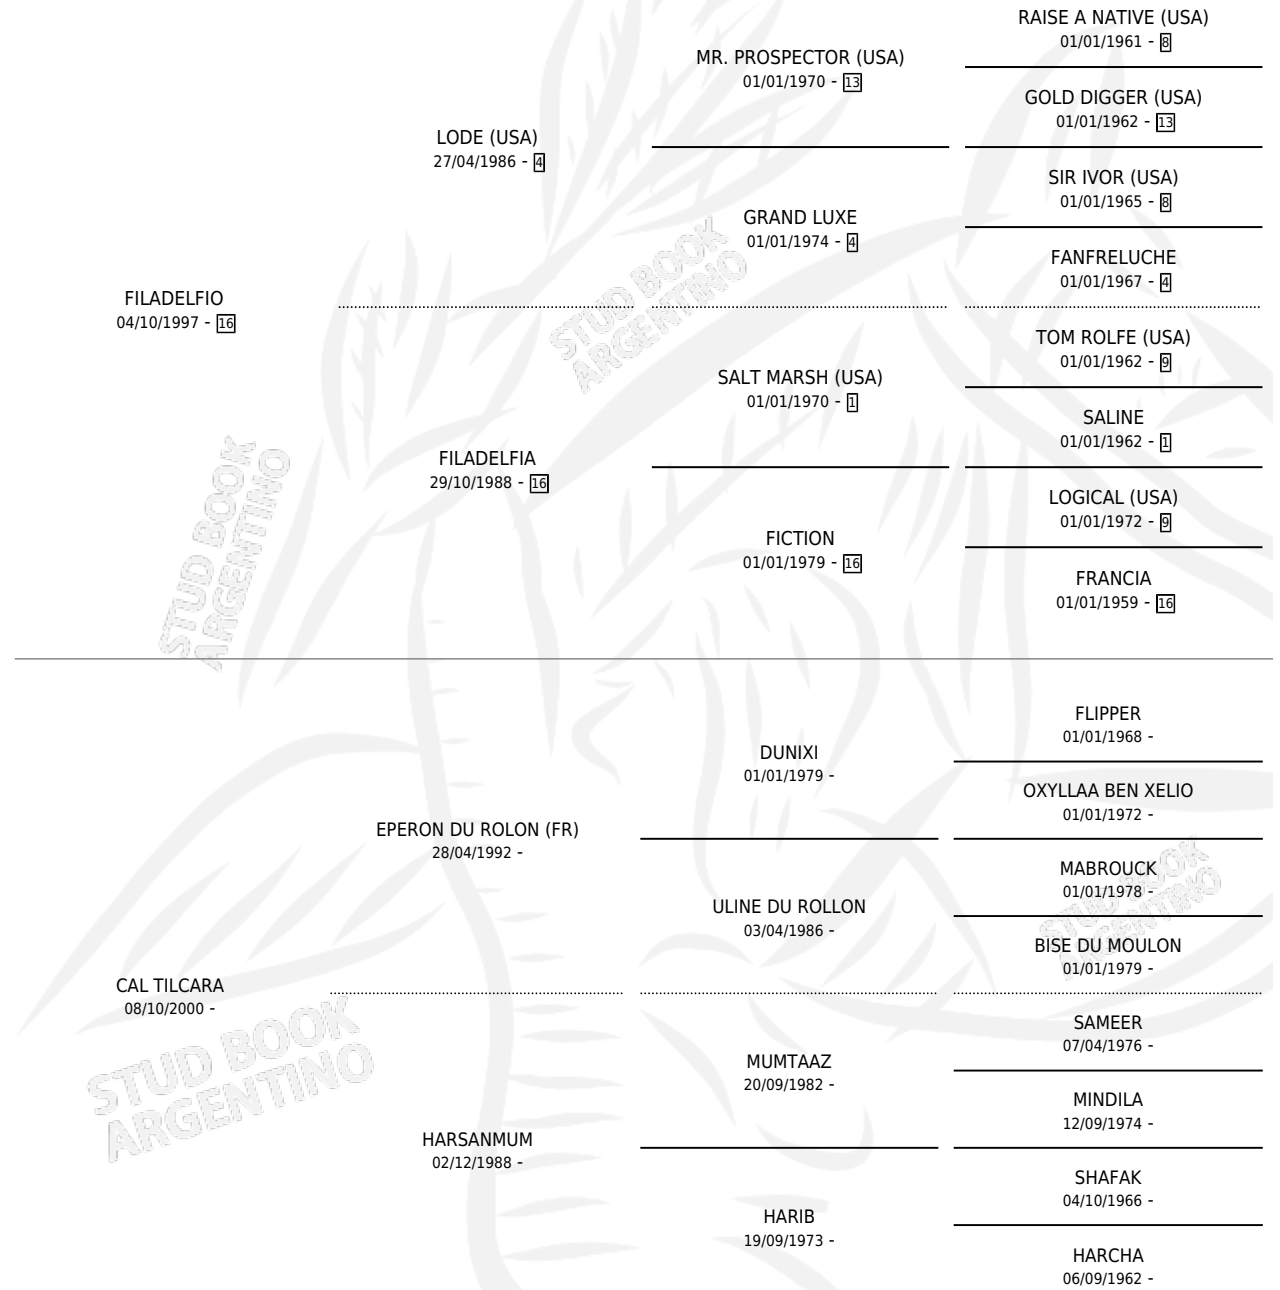 RAISE A NATIVE (USA)
01/01/1961 - 8
MR. PROSPECTOR (USA)
01/01/1970 - 13
GOLD DIGGER (USA)
01/01/1962 - 13
LODE (USA)
27/04/1986 - 4
SIR IVOR (USA)
01/01/1965 - 8
GRAND LUXE
01/01/1974 - 4
FANFRELUCHE
01/01/1967 - 4
FILADELFIO
04/10/1997 - 16
STUD BOOK
ARGENTINO
TOM ROLFE (USA)
01/01/1962 - 9
SALT MARSH (USA)
01/01/1970 - 1
SALINE
01/01/1962 - 1
FILADELFIA
29/10/1988 - 16
LOGICAL (USA)
01/01/1972 - 9
FICTION
01/01/1979 - 16
FRANCIA
01/01/1959 - 16
STUD BOOK
ARGENTINO
FLIPPER
01/01/1968 -
DUNIXI
01/01/1979 -
OXYLLAA BEN XELIO
01/01/1972 -
EPERON DU ROLON (FR)
28/04/1992 -
MABROUCK
01/01/1978 -
ULINE DU ROLLON
03/04/1986 -
BISE DU MOULON
01/01/1979 -
STUD BOOK
ARGENTINO
CAL TILCARA
08/10/2000 -
SAMEER
07/04/1976 -
MUMTAAZ
20/09/1982 -
MINDILA
12/09/1974 -
STUD BOOK
ARGENTINO
HARSANMUM
02/12/1988 -
SHAFAK
04/10/1966 -
HARIB
19/09/1973 -
HARCHA
06/09/1962 -